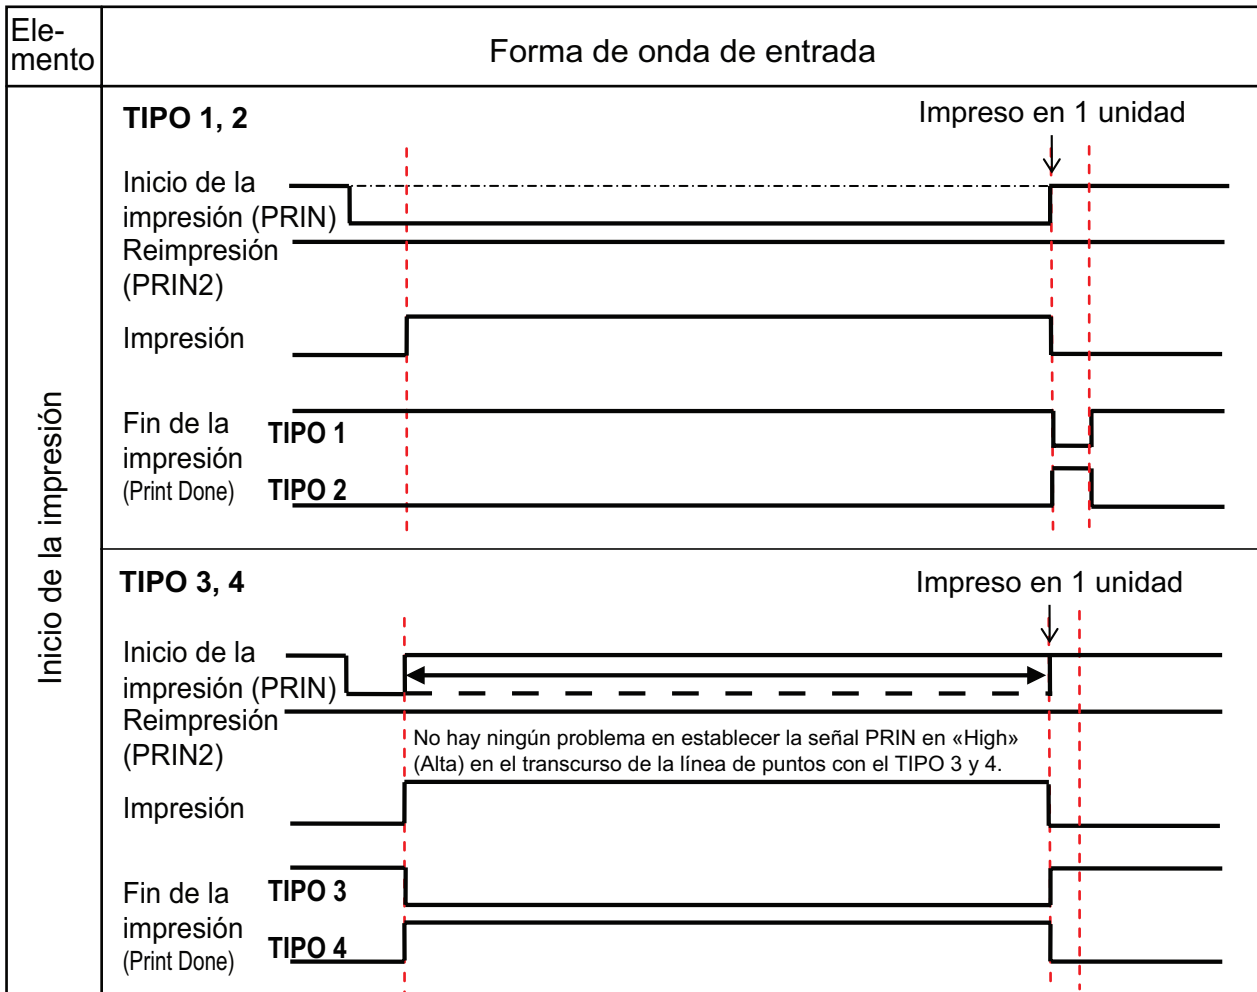 Ele-
mento
Forma de onda de entrada
Inicio de la impresión
TIPO 1, 2
Impreso en 1 unidad
Inicio de la
impresión (PRIN)
Reimpresión
(PRIN2)
Impresión
Fin de la
impresión
(Print Done)
TIPO 1
TIPO 2
TIPO 3, 4
Impreso en 1 unidad
Inicio de la
impresión (PRIN)
Reimpresión
(PRIN2)
No hay ningún problema en establecer la señal PRIN en «High»
(Alta) en el transcurso de la línea de puntos con el TIPO 3 y 4.
Impresión
Fin de la
impresión
(Print Done)
TIPO 3
TIPO 4